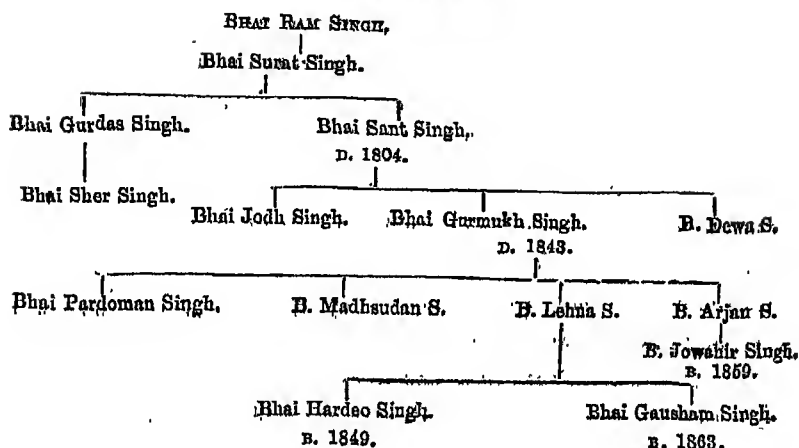 BHAI RAM SINGH.
Bhai Surat Singh.
Bhai Gurdas Singh. Bhai Sant Singh,
D. 1804.
Bhai Sher Singh.
Bhai Jodh Singh. Bhai Gurmukh Singh. B. Dewa S.
D. 1843.
Bhai Pardoman Singh. B. Madhsudan S. B. Lehna S. B. Arjan S.
B. Jowahir Singh.
B. 1859.
Bhai Hardeo Singh. Bhai Gansham Singh.
B. 1849. B. 1863.